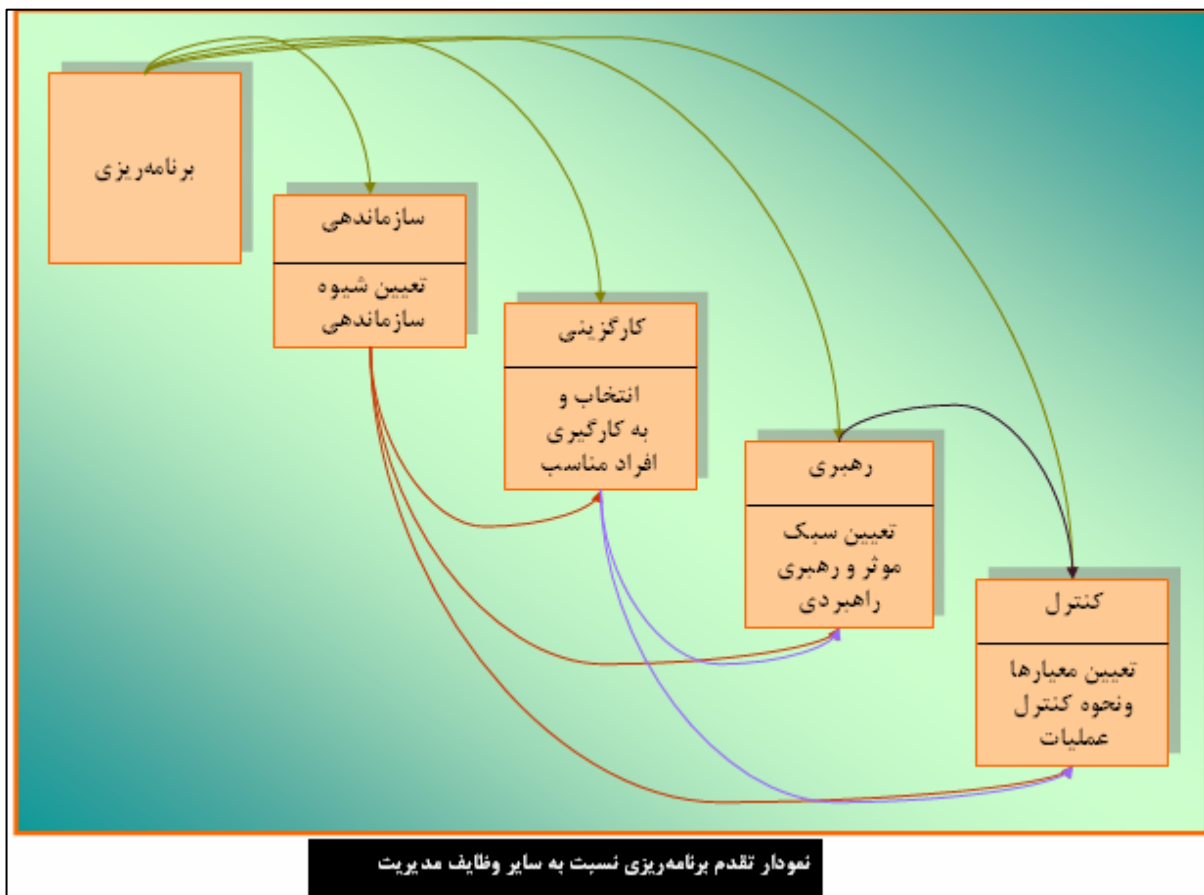 برنامه‌ریزی
سازماندهی
تعیین شیوه
سازماندهی
کارگزینی
انتخاب و
به کارگیری
افراد مناسب
رهبری
تعیین سبک
موثر و رهبری
راهبردی
کنترل
تعیین معیارها
ونحوه کنترل
عملیات
نمودار تقدم برنامه‌ریزی نسبت به سایر وظایف مدیریت